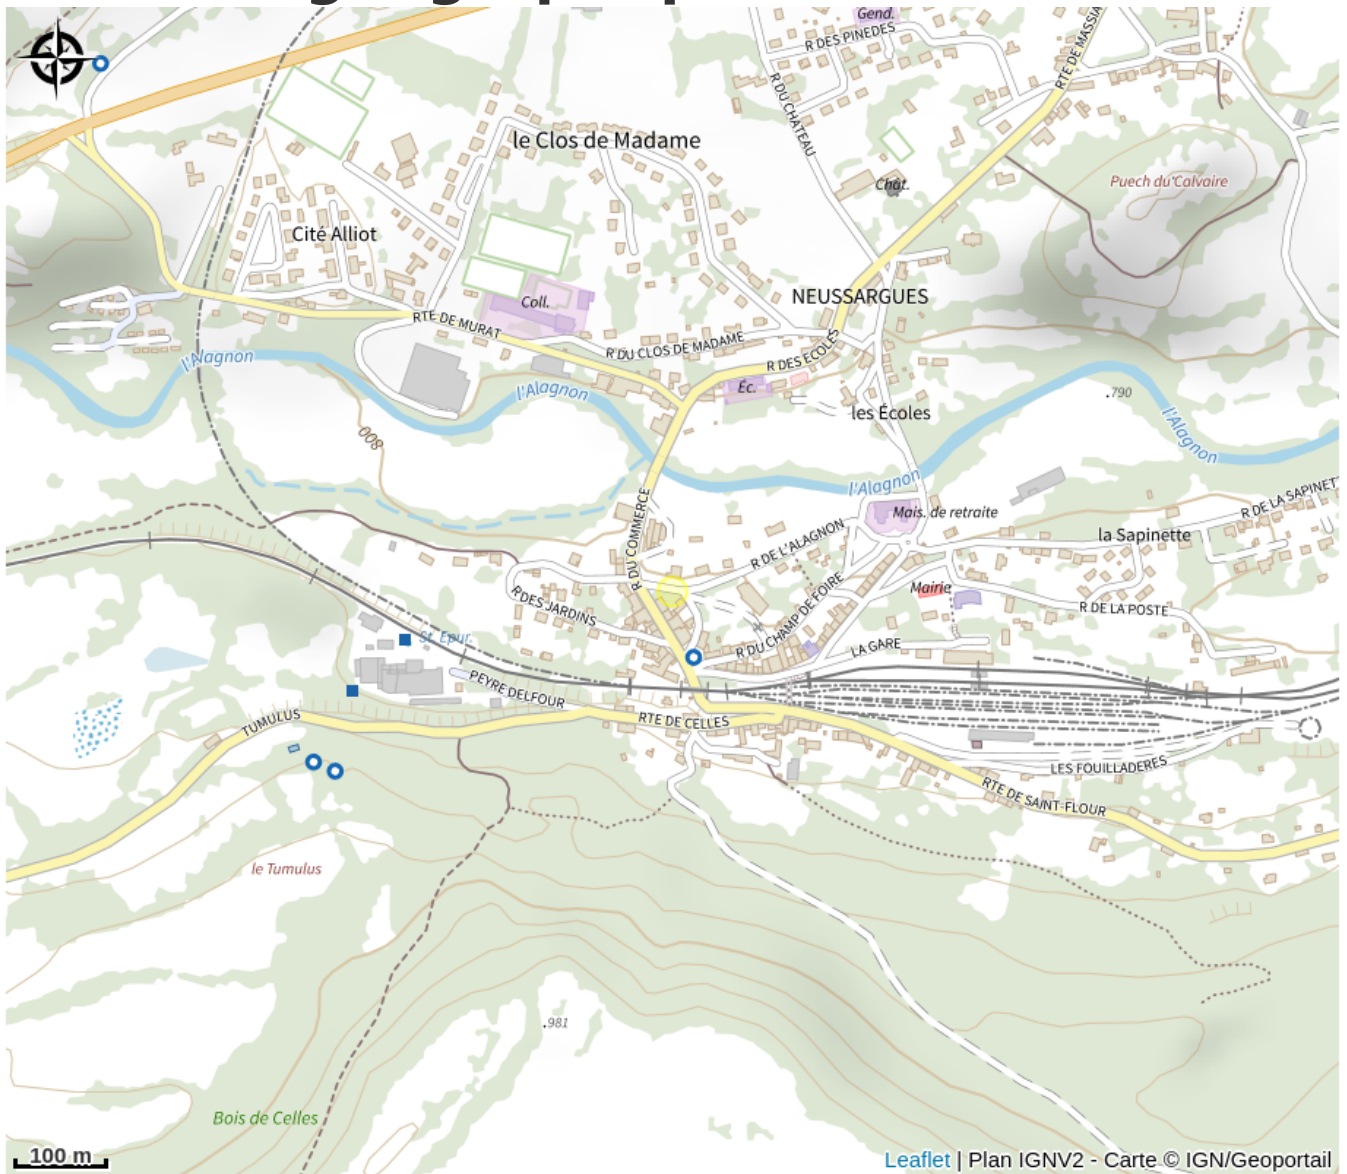 Gend.
R DES PINEDES
RTE DE MASSIA
R DU CHATEAU
le Clos de Madame
Chât.
Puech du Calvaire
Cité Alliot
NEUSSARGUES
Coll.
RTE DE MURAT
R DU CLOS DE MADAME
R DES ECOLES
l'Alagnon
l'Alagnon
Éc.
.790
les Écoles
l'Alagnon
800
l'Alagnon
R DU COMMERCE
Mais. de retraite
R DE LA SAPINET
la Sapinette
R DE L'ALAGNON
R DES JARDINS
Mairie
R DE LA POSTE
R DU CHAMP DE FOIRE
St. Epur.
LA GARE
PEYRE DELFOUR
TUMULUS
RTE DE CELLES
LES FOUILLADERES
RTE DE SAINT-FLOUR
le Tumulus
.981
Bois de Celles
100 m
Leaflet | Plan IGNV2 - Carte © IGN/Geoportail